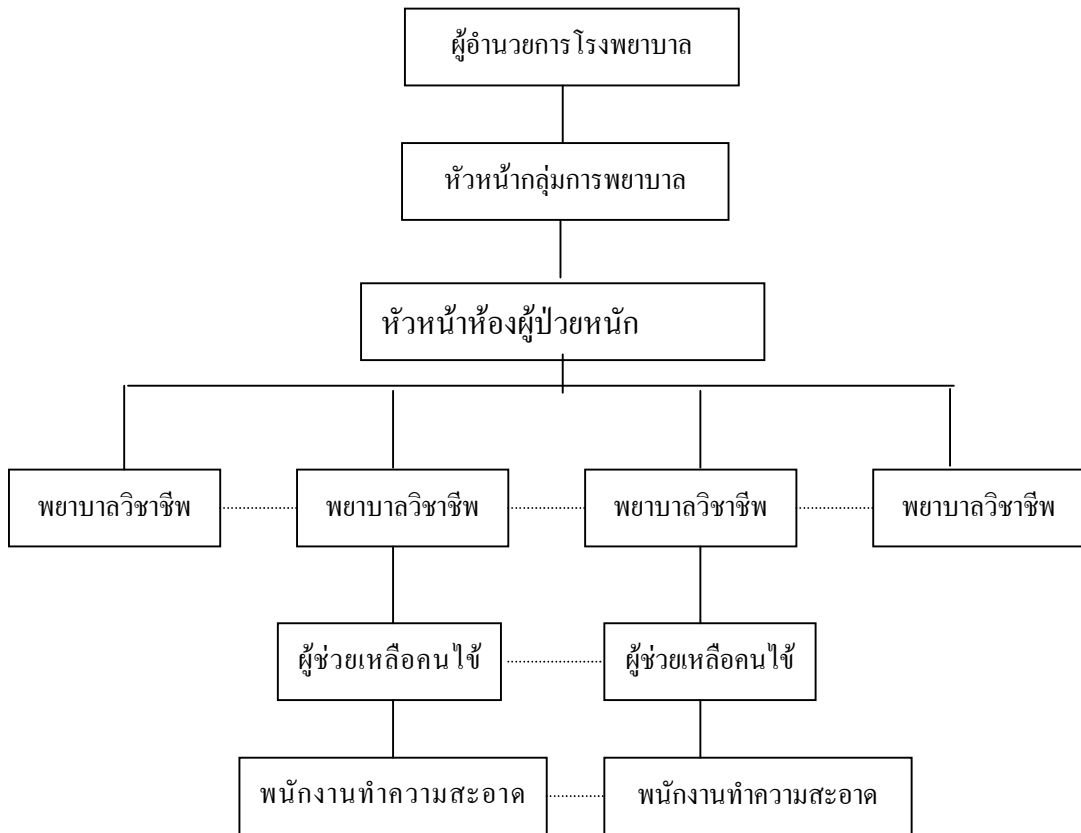 ผู้อำนวยการโรงพยาบาล
หัวหน้ากลุ่มการพยาบาล
หัวหน้าห้องผู้ป่วยหนัก
พยาบาลวิชาชีพ พยาบาลวิชาชีพ พยาบาลวิชาชีพ พยาบาลวิชาชีพ
ผู้ช่วยเหลือคนไข้ ผู้ช่วยเหลือคนไข้
พนักงานทำความสะอาด พนักงานทำความสะอาด